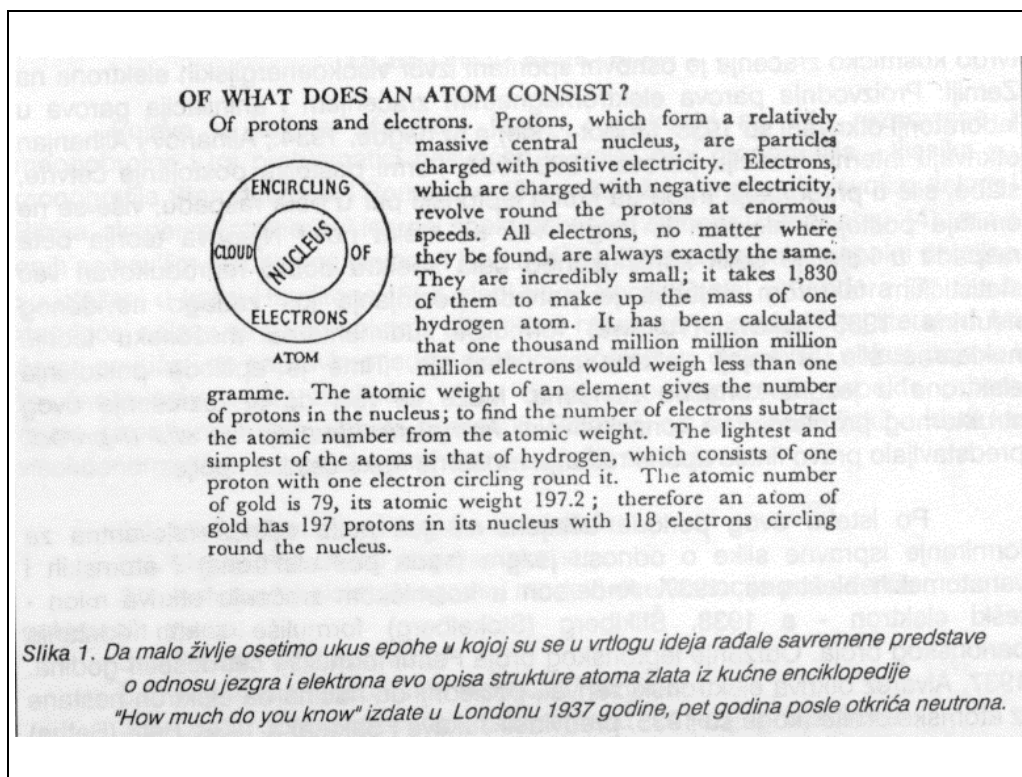 OF WHAT DOES AN ATOM CONSIST ?
Of protons and electrons. Protons, which form a relatively
massive central nucleus, are particles
charged with positive electricity. Electrons,
which are charged with negative electricity,
revolve round the protons at enormous
speeds. All electrons, no matter where
they be found, are always exactly the same.
They are incredibly small; it takes 1,830
of them to make up the mass of one
hydrogen atom. It has been calculated
that one thousand million million million
million electrons would weigh less than one
gramme. The atomic weight of an element gives the number
of protons in the nucleus; to find the number of electrons subtract
the atomic number from the atomic weight. The lightest and
simplest of the atoms is that of hydrogen, which consists of one
proton with one electron circling round it. The atomic number
of gold is 79, its atomic weight 197.2 ; therefore an atom of
gold has 197 protons in its nucleus with 118 electrons circling
round the nucleus.
ENCIRCLING
CLOUD
NUCLEUS
OF
ELECTRONS
ATOM
Slika 1. Da malo življe osetimo ukus epohe u kojoj su se u vrtlogu ideja rađale savremene predstave
o odnosu jezgra i elektrona evo opisa strukture atoma zlata iz kućne enciklopedije
"How much do you know" izdate u Londonu 1937 godine, pet godina posle otkrića neutrona.